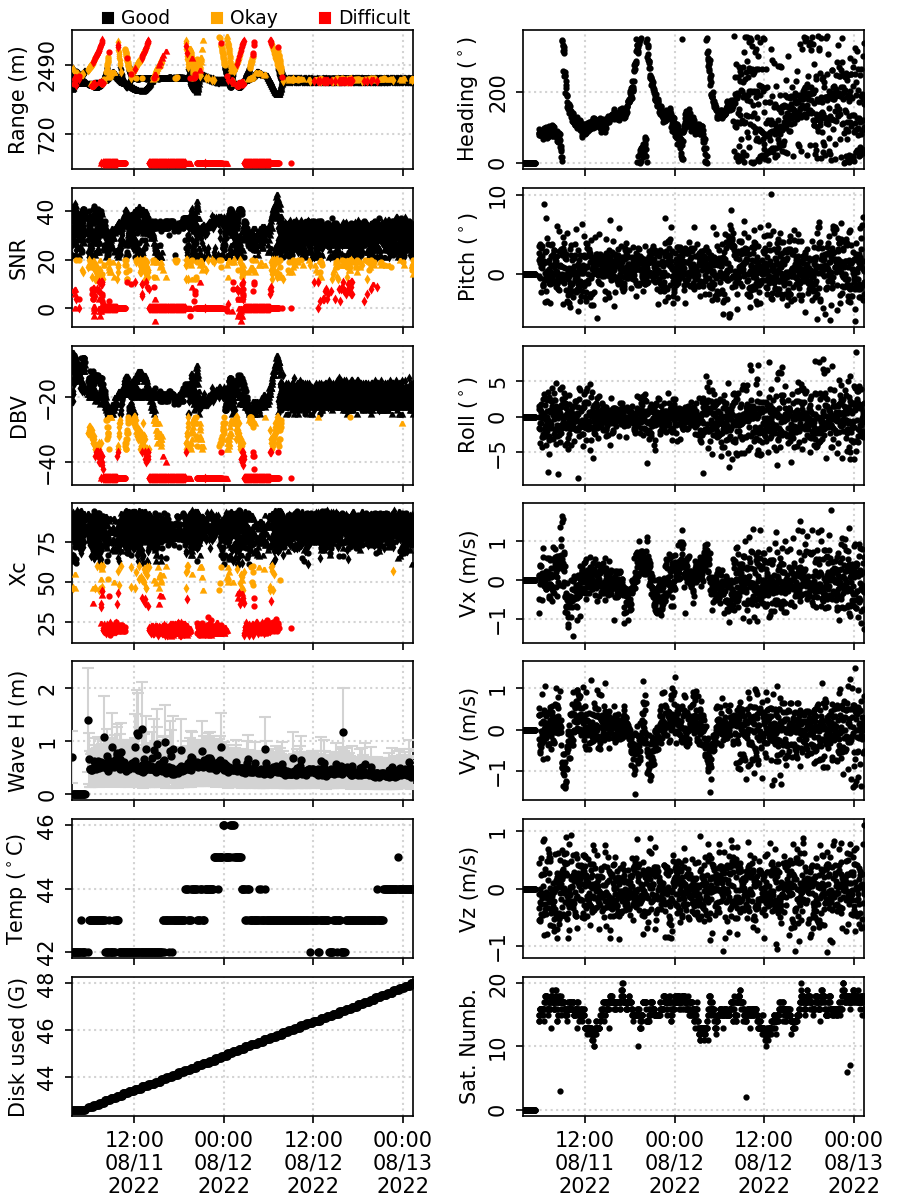 Good Okay Difficult
Range (m)
2490
720
Heading (°)
200
0
SNR
40
20
0
Pitch (°)
10
0
DBV
−20
−40
Roll (°)
5
0
−5
Xc
75
50
25
Vx (m/s)
1
0
−1
Wave H (m)
2
1
0
Vy (m/s)
1
0
−1
Temp (°C)
46
44
42
Vz (m/s)
1
0
−1
Disk used (G)
48
46
44
Sat. Numb.
20
10
0
12:00 00:00 12:00 00:00 12:00 00:00 12:00 00:00
08/11 08/12 08/12 08/13 08/11 08/12 08/12 08/13
2022 2022 2022 2022 2022 2022 2022 2022